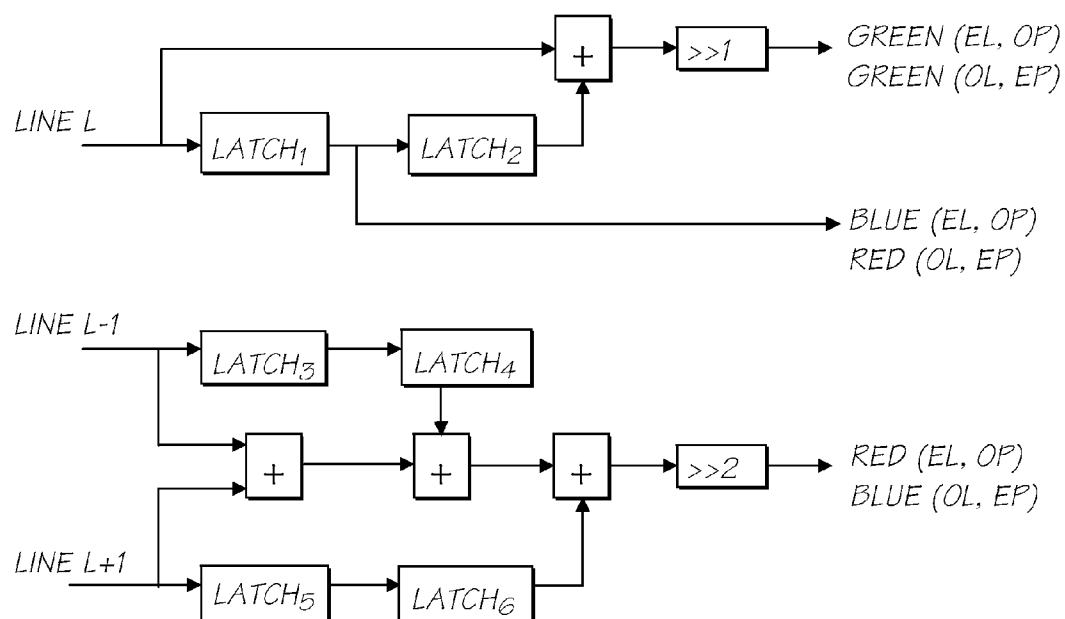 GREEN (EL, OP)
+
>>1
GREEN (OL, EP)
LINE L
LATCH₁
LATCH₂
BLUE (EL, OP)
RED (OL, EP)
LINE L-1
LATCH₃
LATCH₄
+
+
+
>>2
RED (EL, OP)
BLUE (OL, EP)
LINE L+1
LATCH₅
LATCH₆